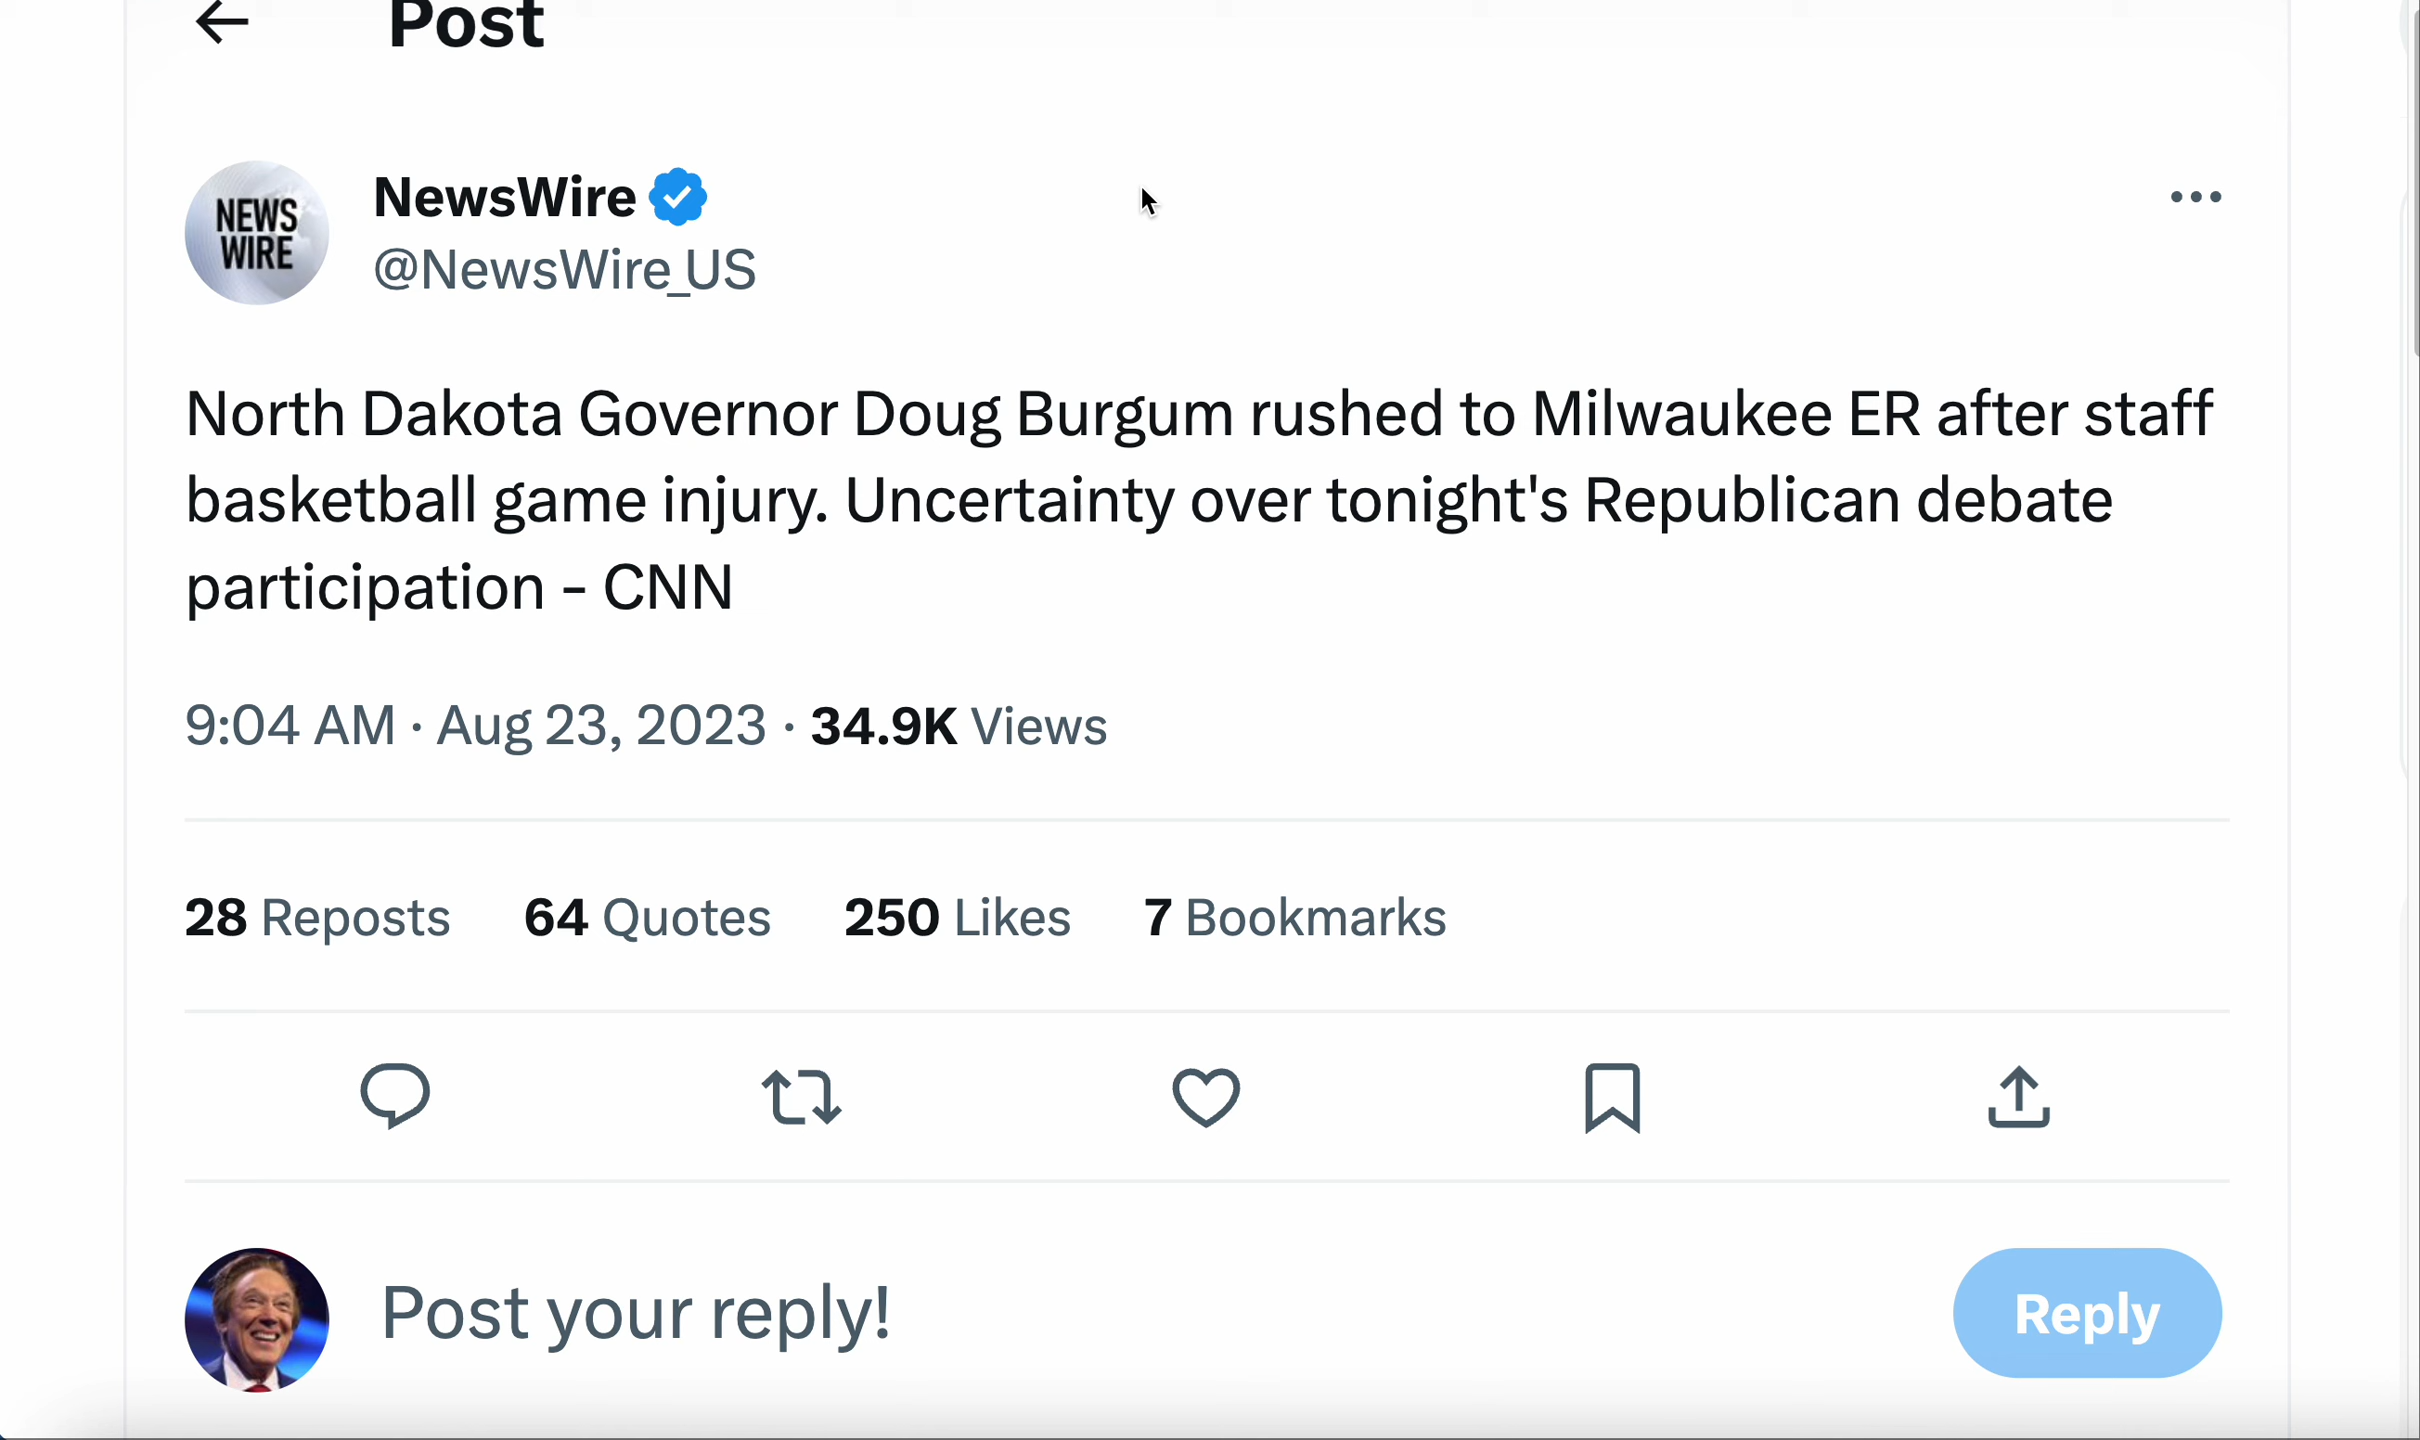 Post
NEWS
WIRE
NewsWire
@NewsWire_US
North Dakota Governor Doug Burgum rushed to Milwaukee ER after staff
basketball game injury. Uncertainty over tonight's Republican debate
participation - CNN
9:04 AM · Aug 23, 2023 · 34.9K Views
28 Reposts 64 Quotes 250 Likes 7 Bookmarks
Post your reply!
Reply